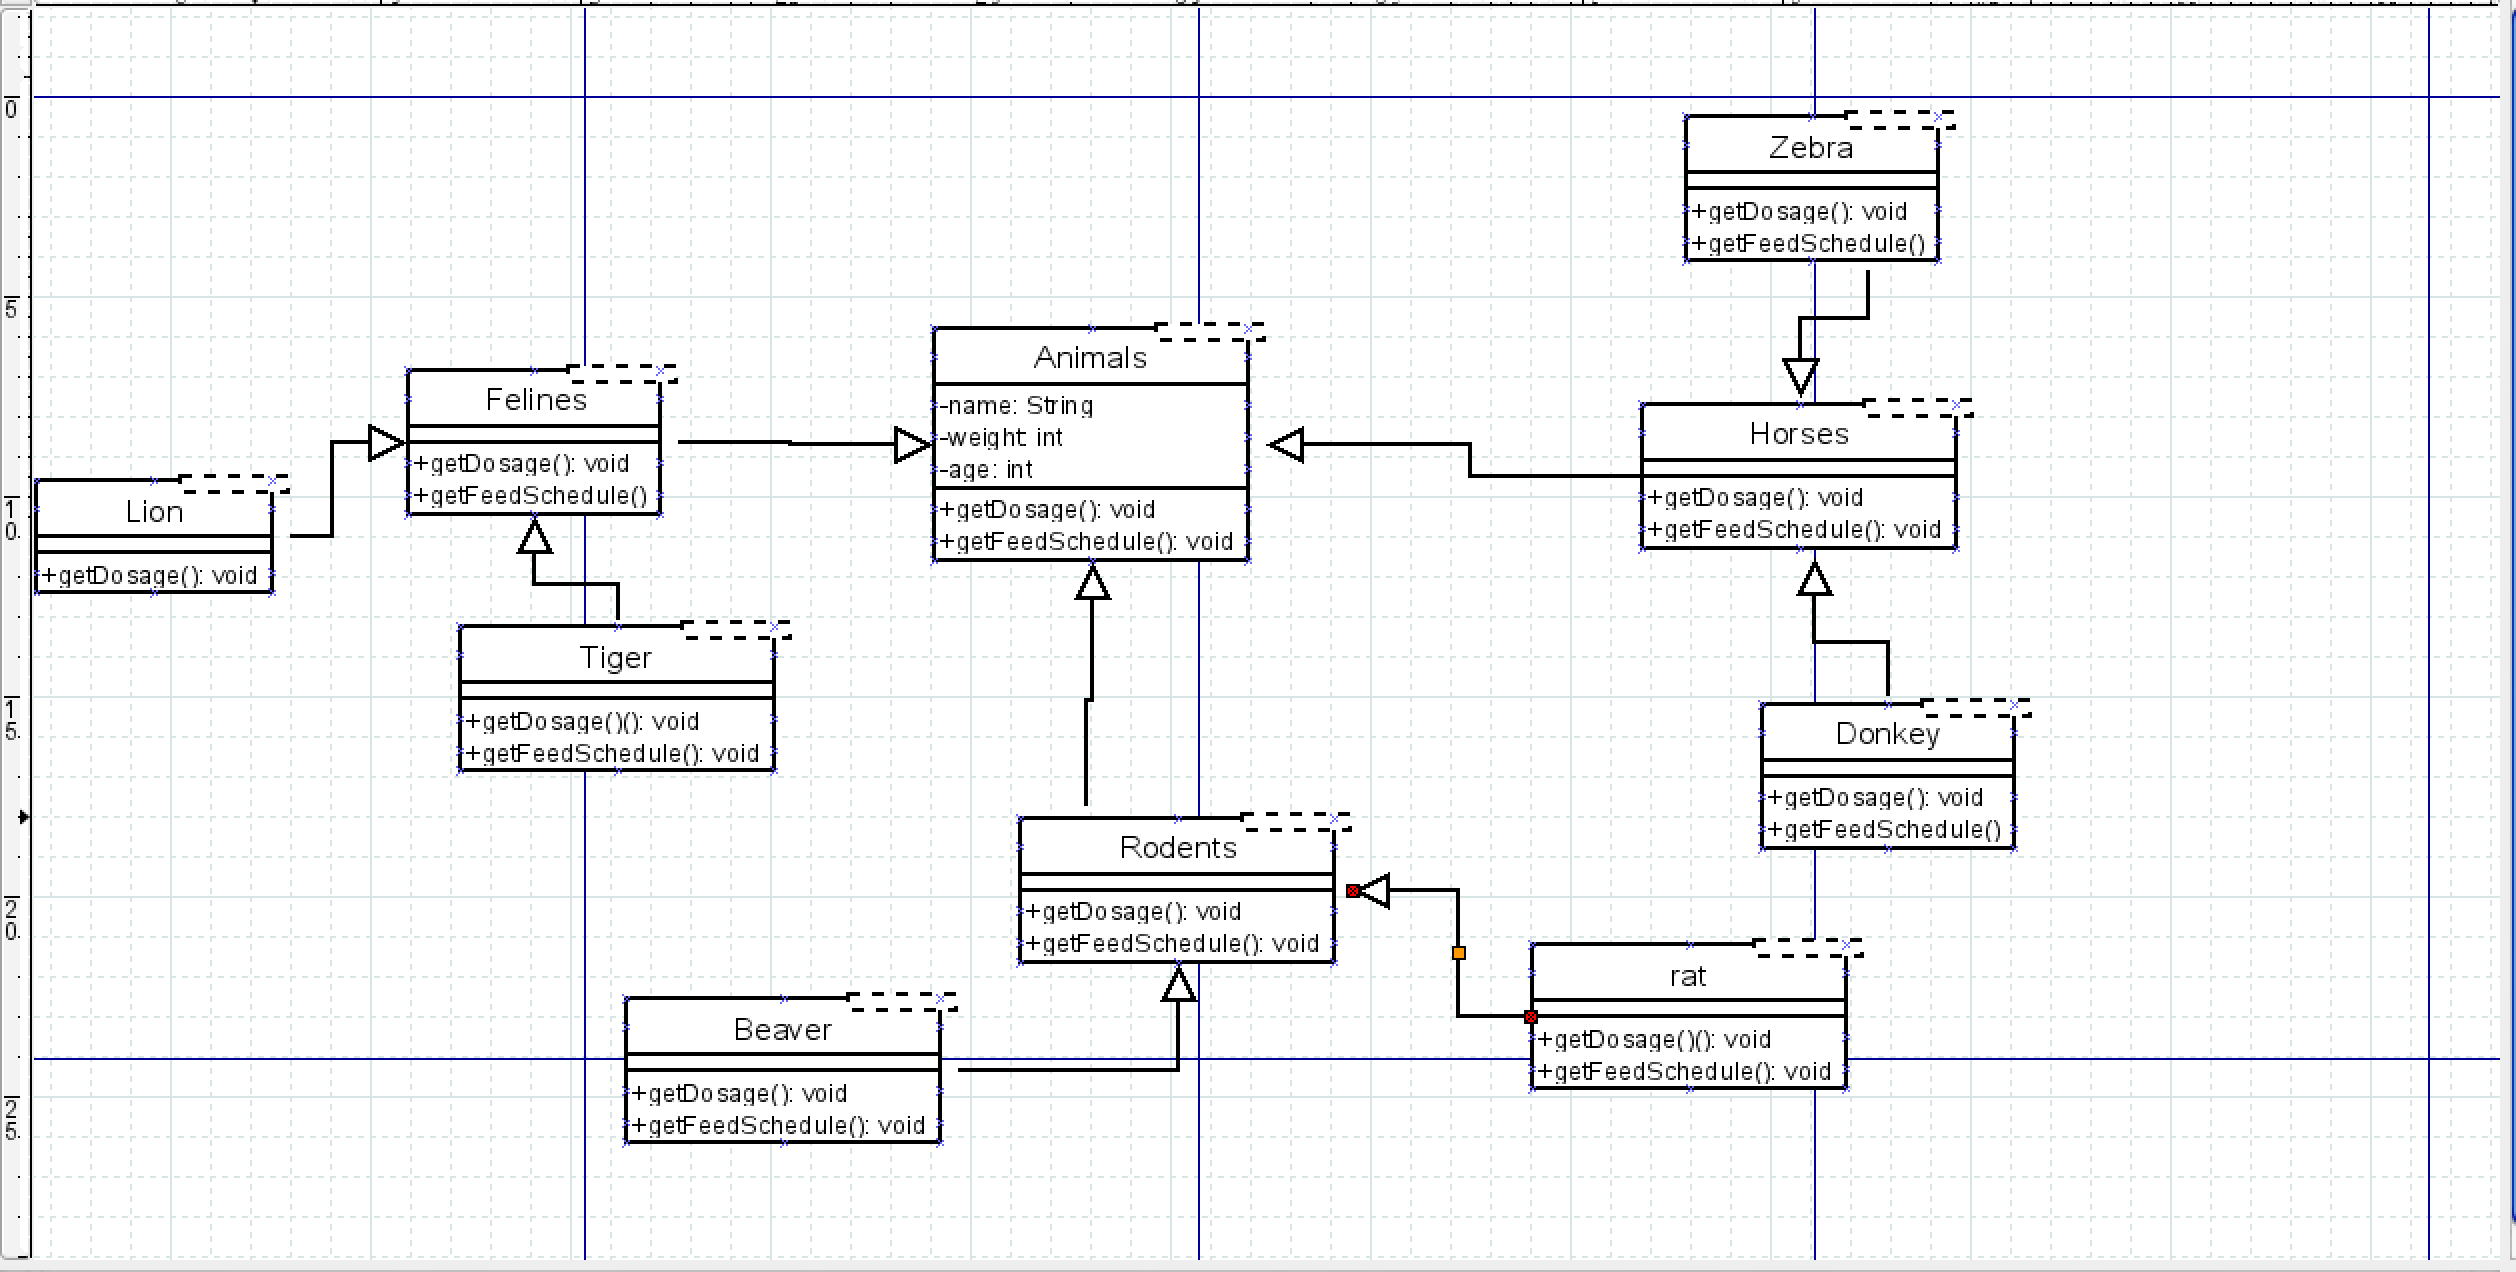 Zebra
+getDosage(): void
+getFeedSchedule()
Animals
-name: String
-weight: int
-age: int
+getDosage(): void
+getFeedSchedule(): void
Felines
+getDosage(): void
+getFeedSchedule()
Horses
+getDosage(): void
+getFeedSchedule(): void
Lion
+getDosage(): void
Tiger
+getDosage()(): void
+getFeedSchedule(): void
Donkey
+getDosage(): void
+getFeedSchedule()
Rodents
+getDosage(): void
+getFeedSchedule(): void
rat
+getDosage()(): void
+getFeedSchedule(): void
Beaver
+getDosage(): void
+getFeedSchedule(): void
0
5
10
15
20
25